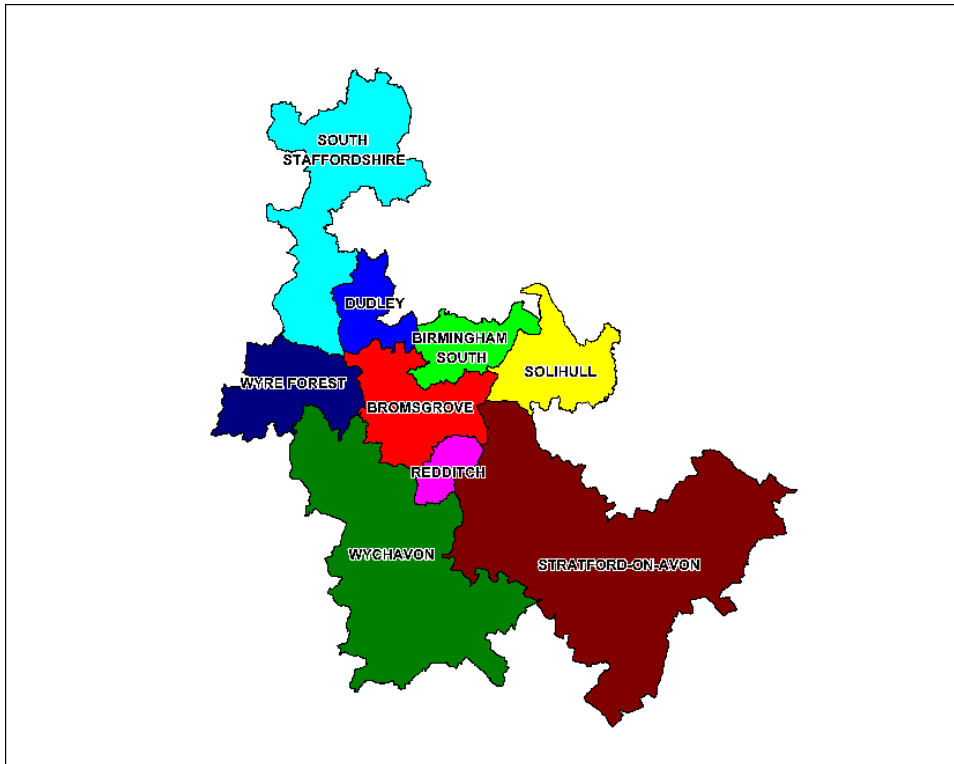 SOUTH
STAFFORDSHIRE
DUDLEY
BIRMINGHAM
SOUTH
SOLIHULL
WYRE FOREST
BROMSGROVE
REDDITCH
WYCHAVON
STRATFORD-ON-AVON